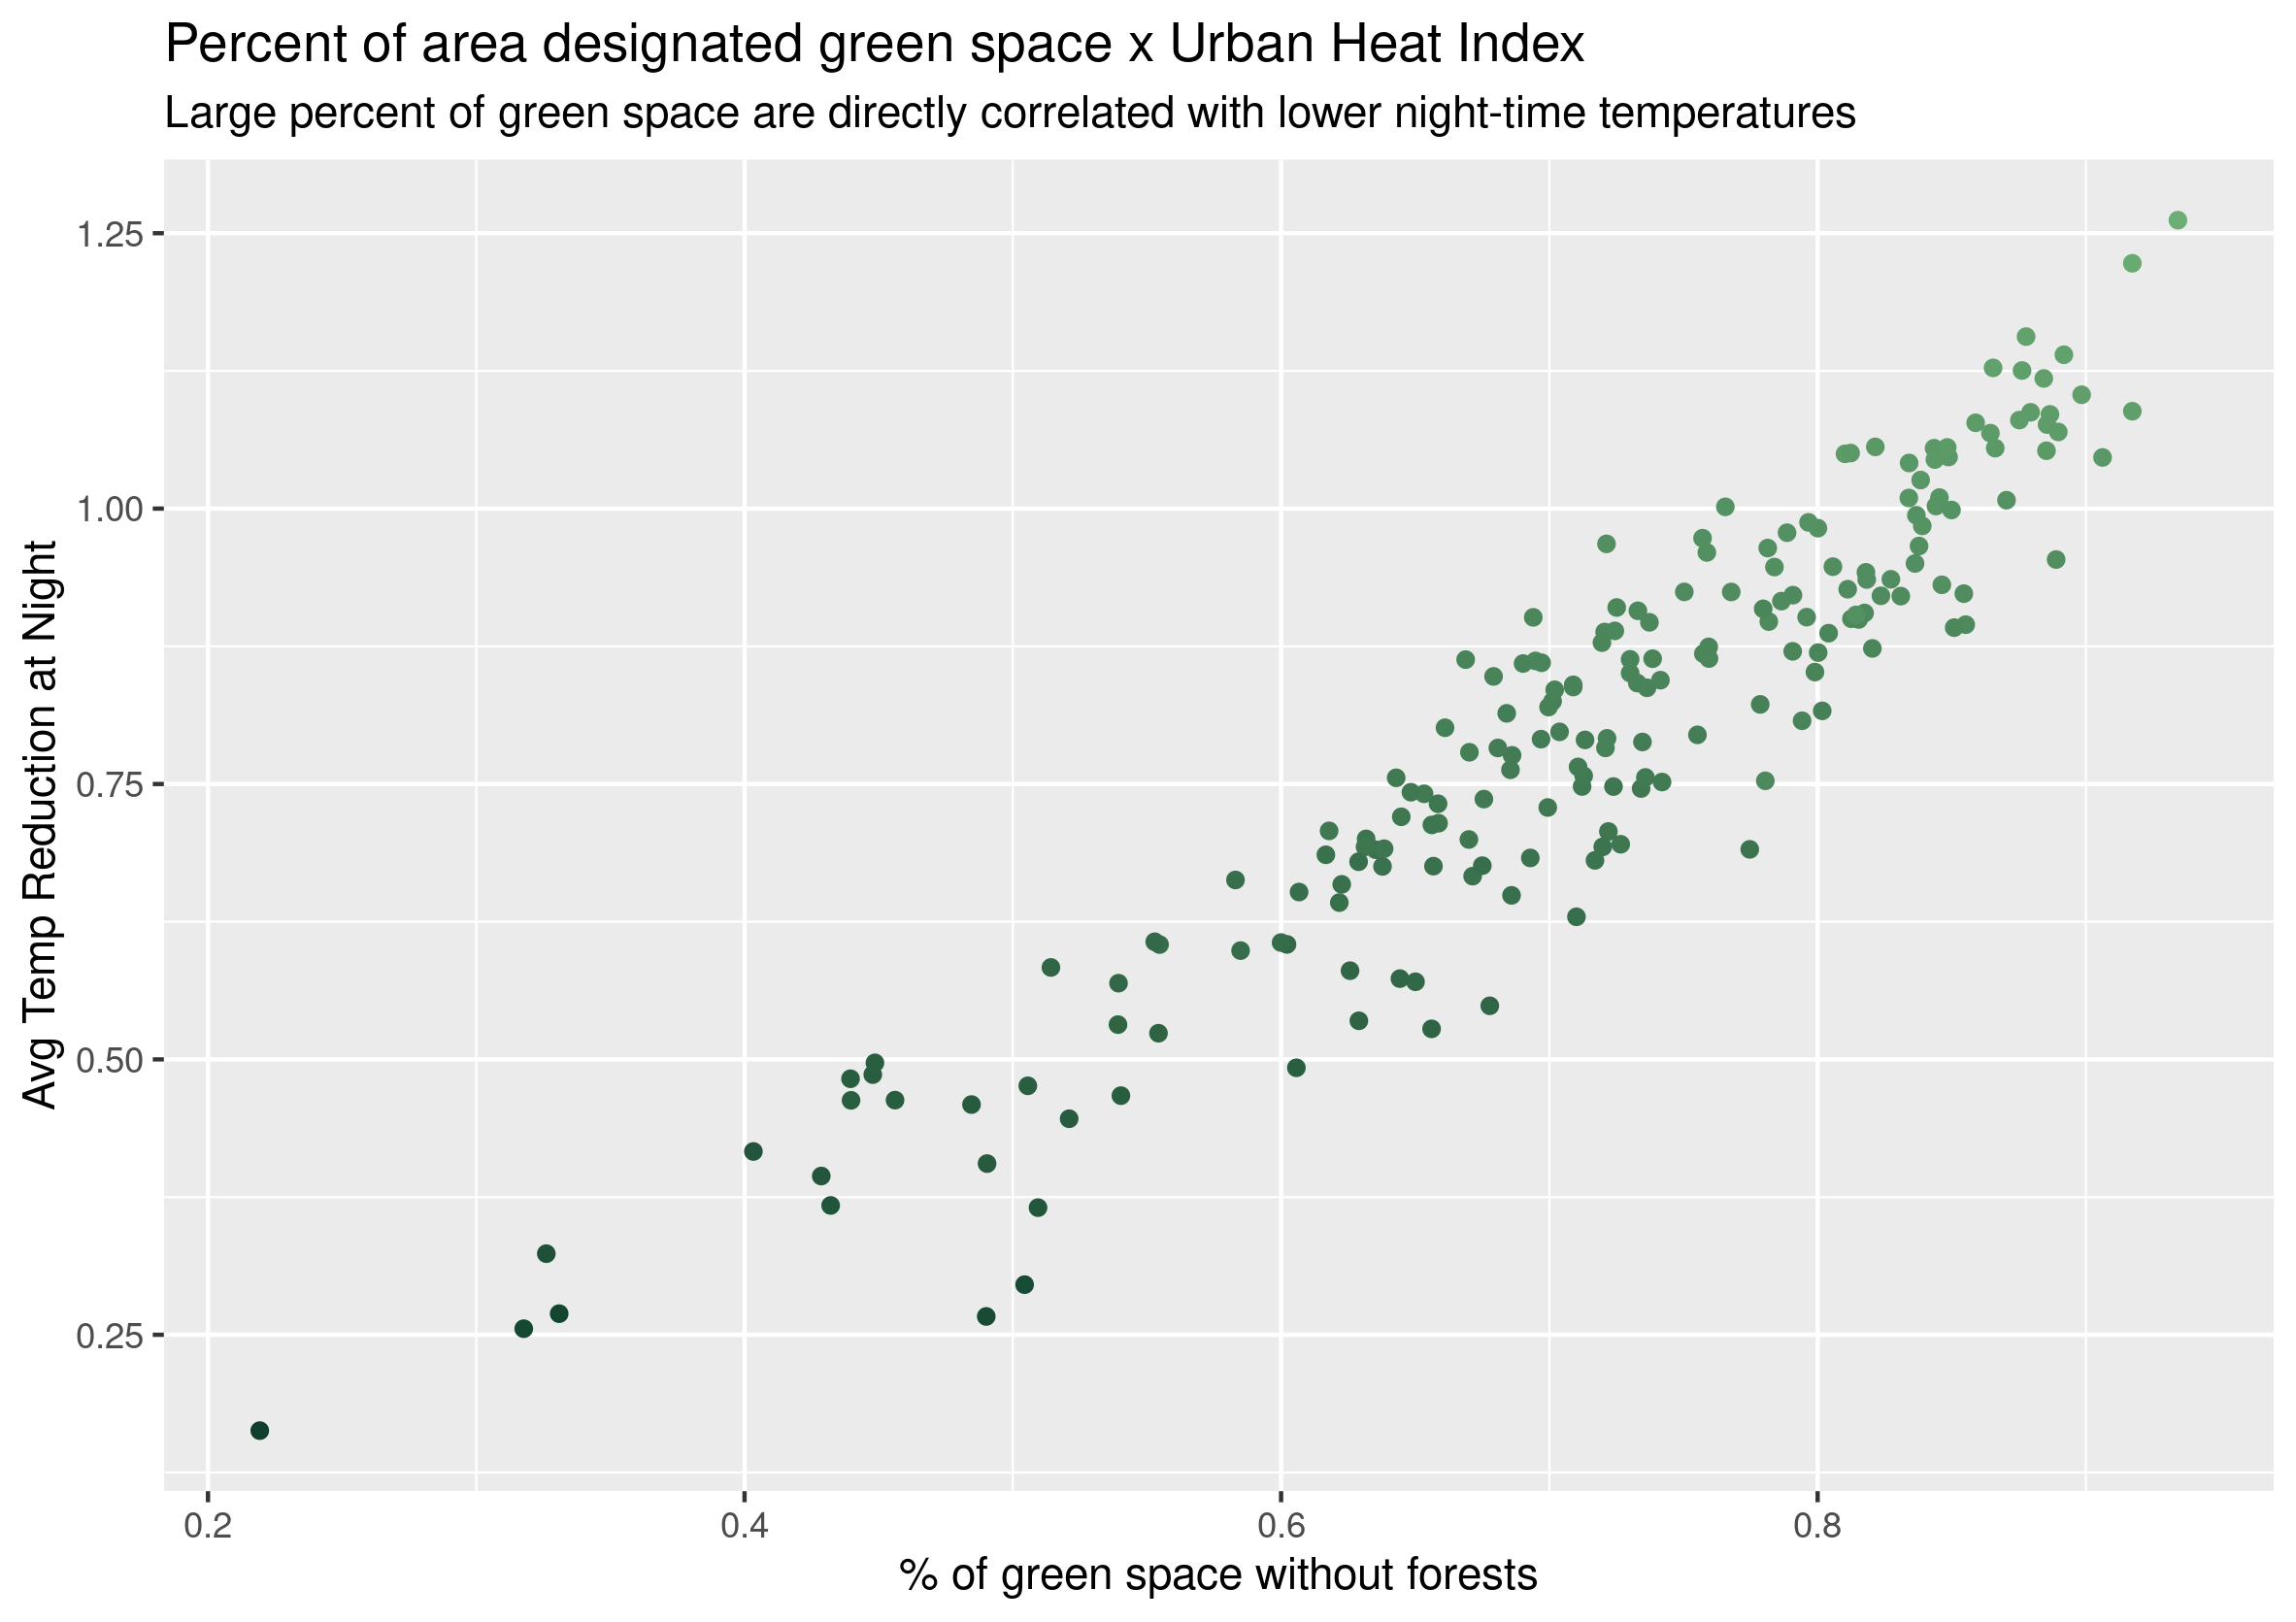 Percent of area designated green space x Urban Heat Index
Large percent of green space are directly correlated with lower night-time temperatures
Avg Temp Reduction at Night
1.25
1.00
0.75
0.50
0.25
0.2
0.4
0.6
0.8
% of green space without forests